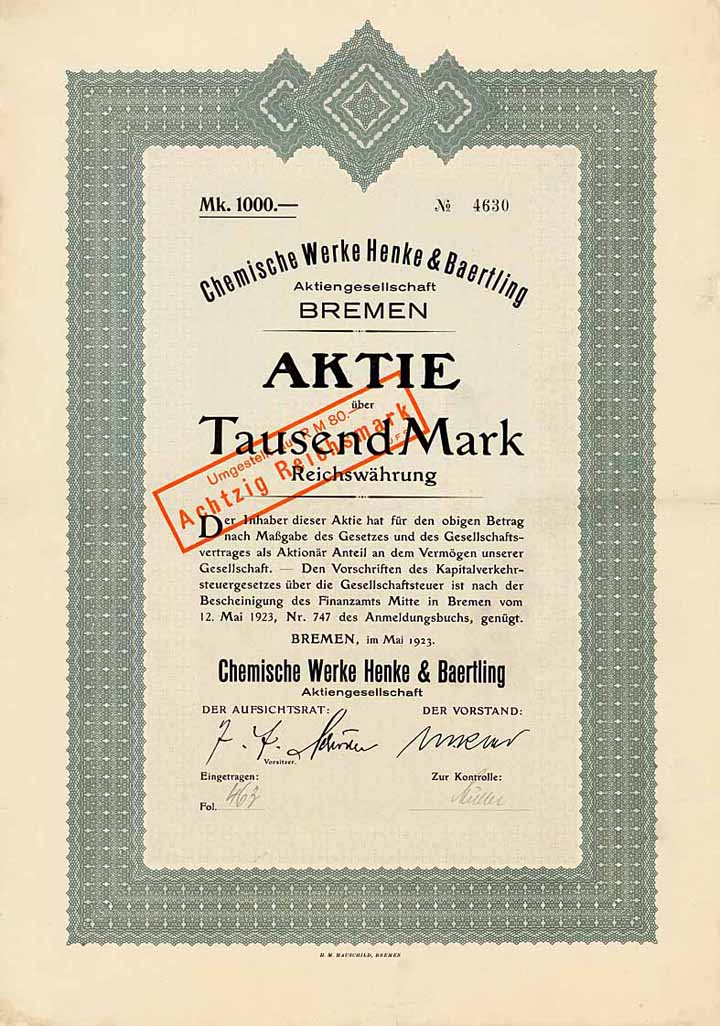 Mk. 1000.—
№ 4630
Chemische Werke Henke & Baertling
Aktiengesellschaft
BREMEN
AKTIE
über
Tausend Mark
Reichswährung
Umgestellt auf R M 80.—
Achtzig Reichsmark
Der Inhaber dieser Aktie hat für den obigen Betrag
nach Maßgabe des Gesetzes und des Gesellschafts-
vertrages als Aktionär Anteil an dem Vermögen unserer
Gesellschaft. — Den Vorschriften des Kapitalverkehr-
steuergesetzes über die Gesellschaftsteuer ist nach der
Bescheinigung des Finanzamts Mitte in Bremen vom
12. Mai 1923, Nr. 747 des Anmeldungsbuchs, genügt.
BREMEN, im Mai 1923.
Chemische Werke Henke & Baertling
Aktiengesellschaft
DER AUFSICHTSRAT:
DER VORSTAND:
Vorsitzer.
Eingetragen:
Zur Kontrolle:
Fol. 463
Müller
H. M. HAUSCHILD, BREMEN